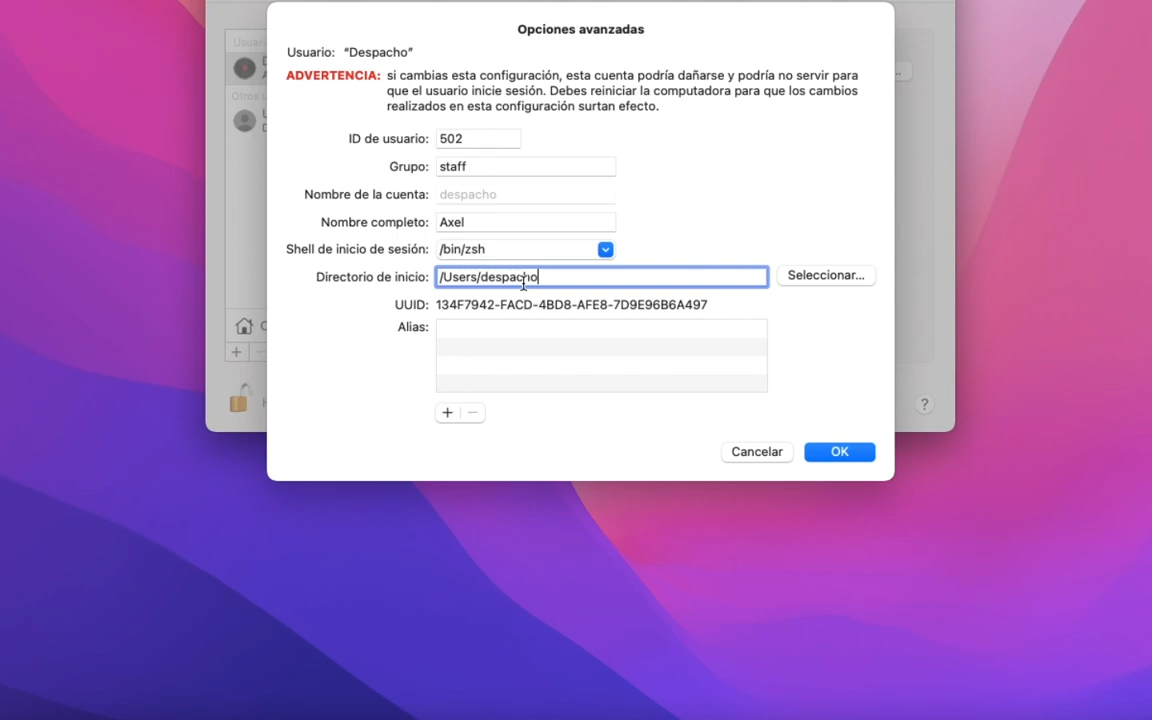 Opciones avanzadas
Usuario: “Despacho”
ADVERTENCIA: si cambias esta configuración, esta cuenta podría dañarse y podría no servir para
que el usuario inicie sesión. Debes reiniciar la computadora para que los cambios
realizados en esta configuración surtan efecto.
ID de usuario: 502
Grupo: staff
Nombre de la cuenta: despacho
Nombre completo: Axel
Shell de inicio de sesión: /bin/zsh
Directorio de inicio: /Users/despacho Seleccionar...
UUID: 134F7942-FACD-4BD8-AFE8-7D9E96B6A497
Alias:
+ −
Cancelar OK
?